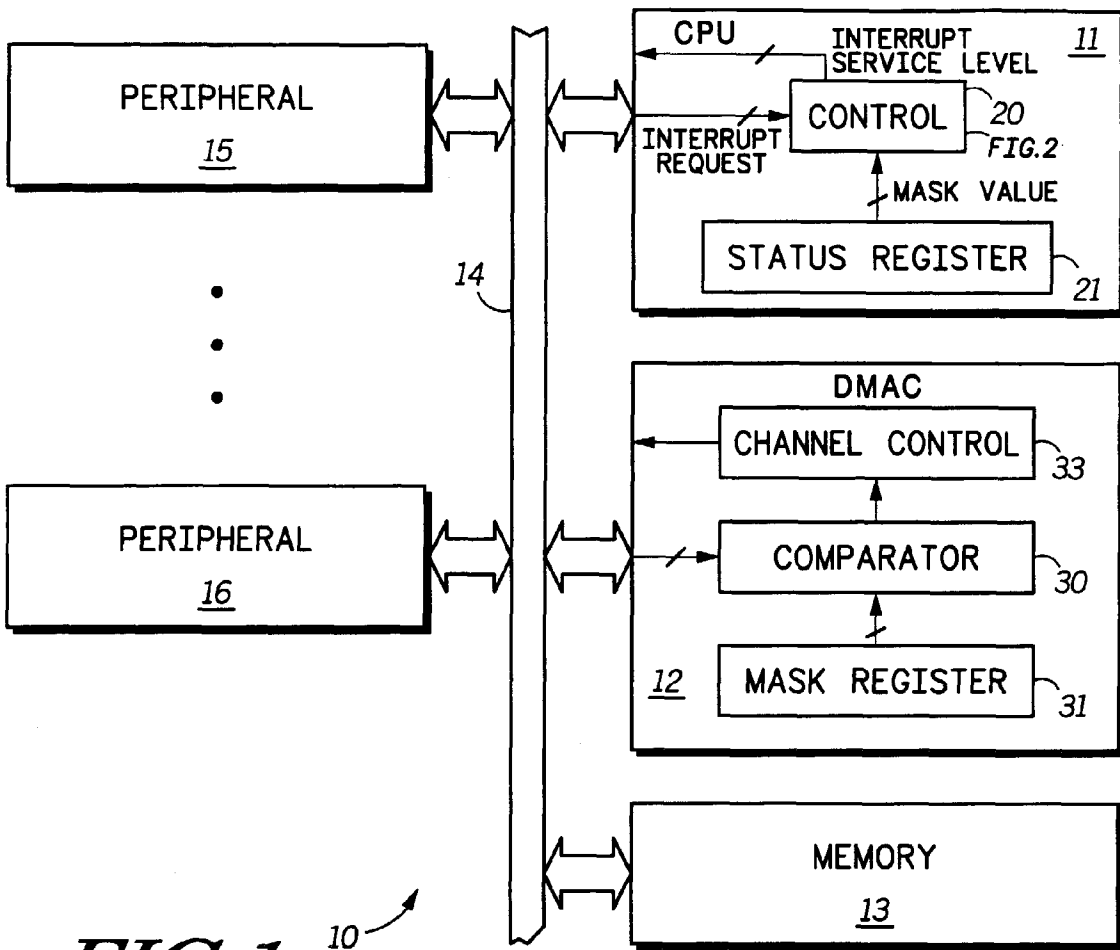 PERIPHERAL
15
14
PERIPHERAL
16
CPU
INTERRUPT
SERVICE LEVEL
11
CONTROL
20
FIG.2
INTERRUPT
REQUEST
MASK VALUE
STATUS REGISTER
21
DMAC
CHANNEL CONTROL
33
COMPARATOR
30
12
MASK REGISTER
31
MEMORY
13
10
FIG.1